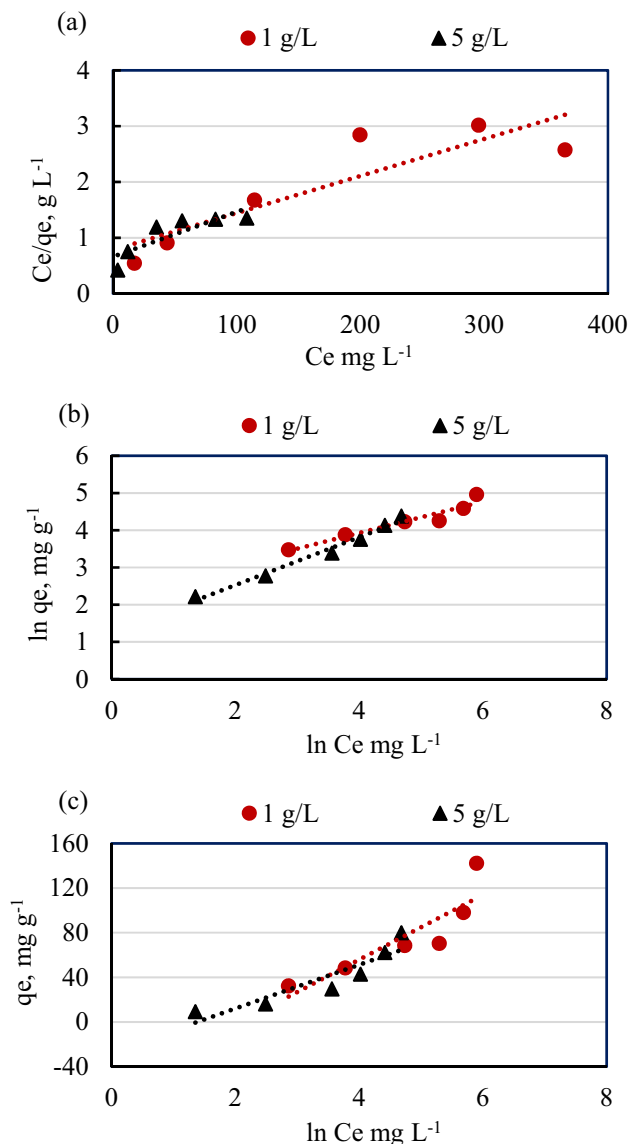 (a)
1 g/L
5 g/L
4
3
2
1
0
0
100
200
300
400
Ce/qe, g L⁻¹
Ce mg L⁻¹
(b)
1 g/L
5 g/L
6
5
4
3
2
1
0
0
2
4
6
8
ln qe, mg g⁻¹
ln Ce mg L⁻¹
(c)
1 g/L
5 g/L
160
120
80
40
0
-40
0
2
4
6
8
qe, mg g⁻¹
ln Ce mg L⁻¹